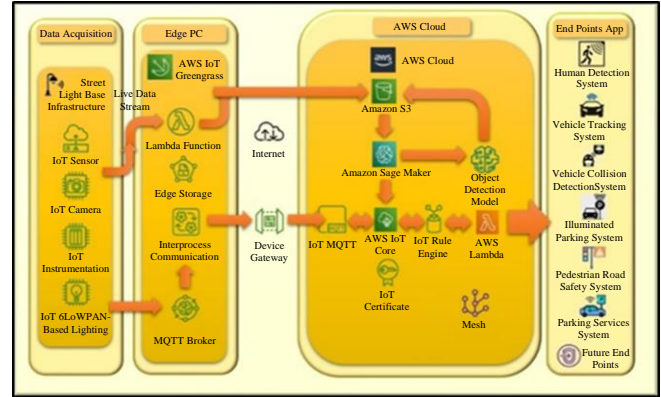 Data Acquisition
Street
Light Base
Infrastructure
IoT Sensor
IoT Camera
IoT
Instrumentation
IoT 6LoWPAN-
Based Lighting
Live Data
Stream
Edge PC
AWS IoT
Greengrass
Lambda Function
Edge Storage
Interprocess
Communication
MQTT Broker
Internet
Device
Gateway
AWS Cloud
aws
AWS Cloud
Amazon S3
Amazon Sage Maker
Object
Detection
Model
IoT MQTT
AWS IoT
Core
IoT Rule
Engine
AWS
Lambda
IoT
Certificate
Mesh
End Points App
Human Detection
System
Vehicle Tracking
System
Vehicle Collision
DetectionSystem
Illuminated
Parking System
Pedestrian Road
Safety System
Parking Services
System
Future End
Points